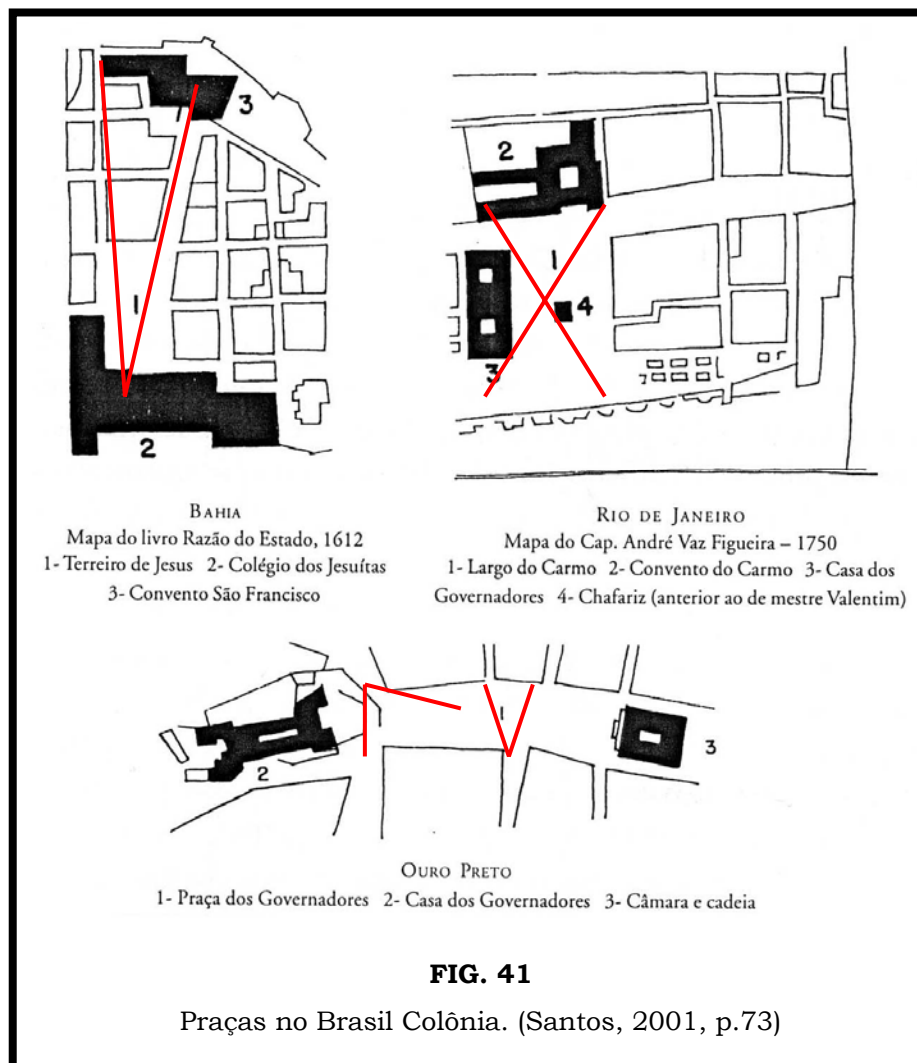 3
1
2
BAHIA
Mapa do livro Razão do Estado, 1612
1- Terreiro de Jesus 2- Colégio dos Jesuítas
3- Convento São Francisco
2
1
4
3
RIO DE JANEIRO
Mapa do Cap. André Vaz Figueira – 1750
1- Largo do Carmo 2- Convento do Carmo 3- Casa dos
Governadores 4- Chafariz (anterior ao de mestre Valentim)
1
2
3
OURO PRETO
1- Praça dos Governadores 2- Casa dos Governadores 3- Câmara e cadeia
FIG. 41
Praças no Brasil Colônia. (Santos, 2001, p.73)